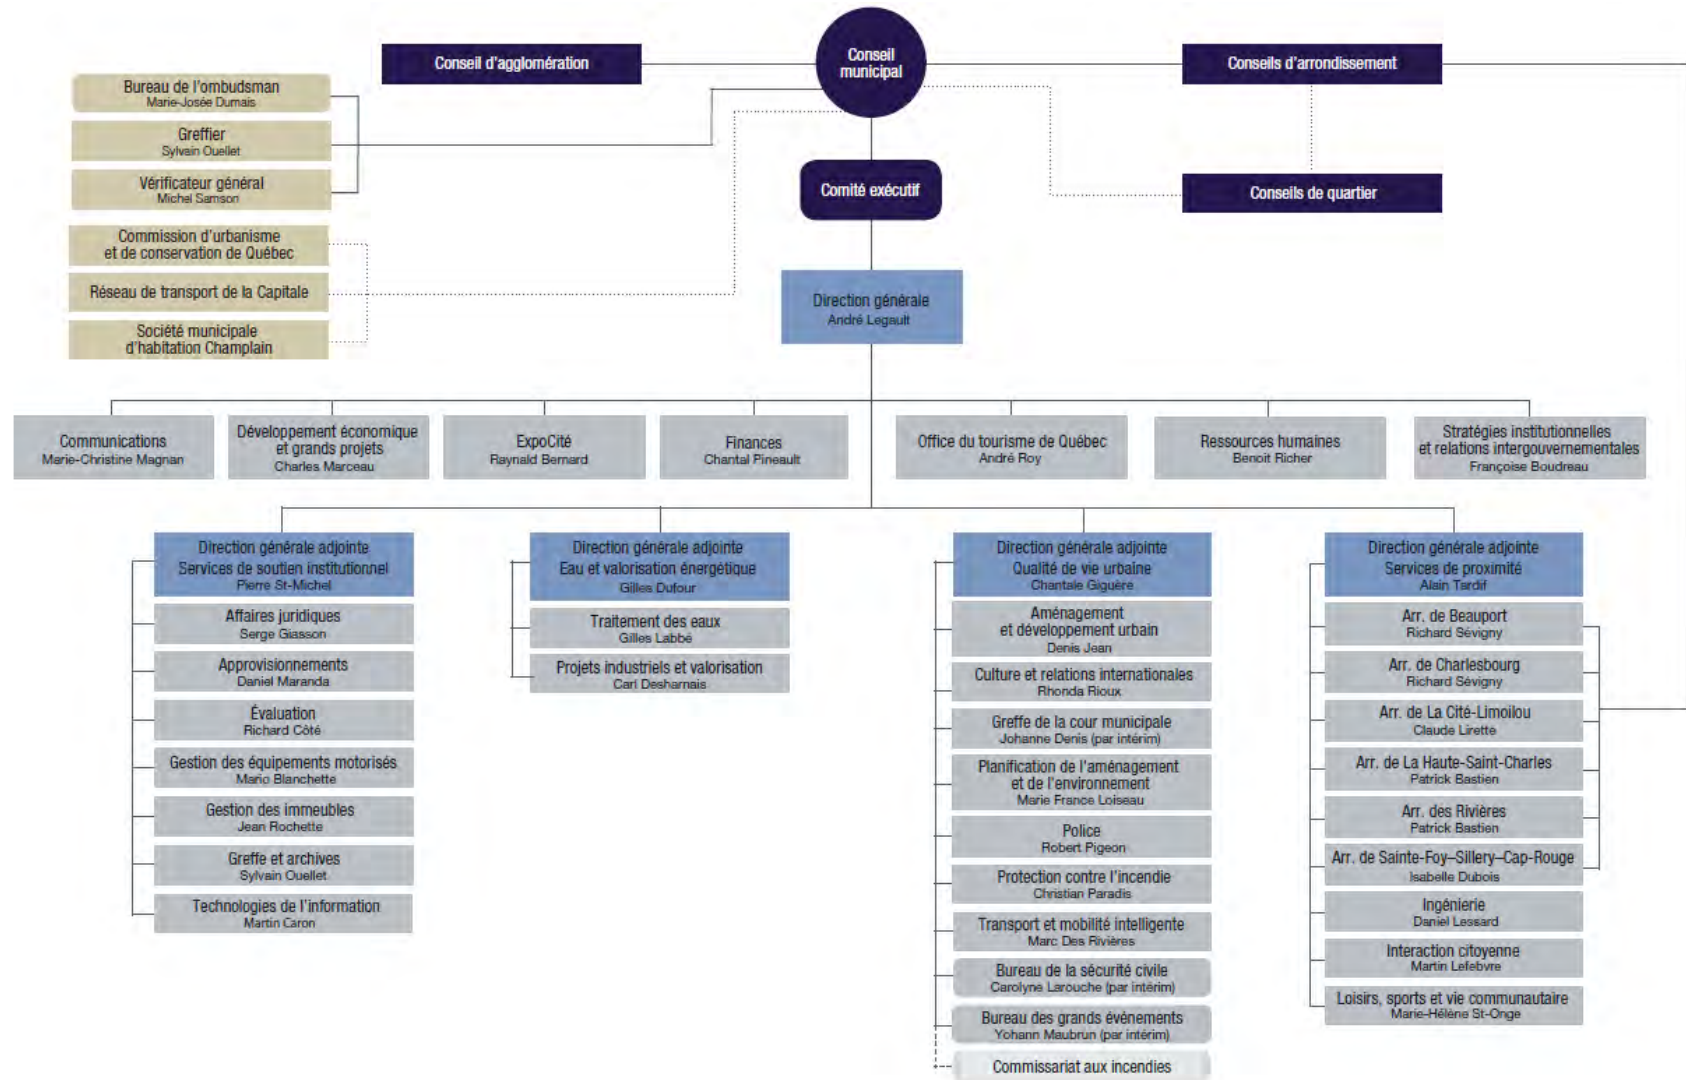 Conseil d'agglomération
Conseil
municipal
Conseils d'arrondissement
Bureau de l'ombudsman
Marie-Josée Dumais
Greffier
Sylvain Ouellet
Vérificateur général
Michel Samson
Comité exécutif
Conseils de quartier
Commission d'urbanisme
et de conservation de Québec
Réseau de transport de la Capitale
Société municipale
d'habitation Champlain
Direction générale
André Legault
Communications
Marie-Christine Magnan
Développement économique
et grands projets
Charles Marceau
ExpoCité
Raynald Bernard
Finances
Chantal Pineault
Office du tourisme de Québec
André Roy
Ressources humaines
Benoit Richer
Stratégies institutionnelles
et relations intergouvernementales
Françoise Boudreau
Direction générale adjointe
Services de soutien institutionnel
Pierre St-Michel
Affaires juridiques
Serge Giasson
Approvisionnements
Daniel Maranda
Évaluation
Richard Côté
Gestion des équipements motorisés
Mario Blanchette
Gestion des immeubles
Jean Rochette
Greffe et archives
Sylvain Ouellet
Technologies de l'information
Martin Caron
Direction générale adjointe
Eau et valorisation énergétique
Gilles Dufour
Traitement des eaux
Gilles Labbé
Projets industriels et valorisation
Carl Desharnais
Direction générale adjointe
Qualité de vie urbaine
Chantale Giguère
Aménagement
et développement urbain
Denis Jean
Culture et relations internationales
Rhonda Rioux
Greffe de la cour municipale
Johanne Denis (par intérim)
Planification de l'aménagement
et de l'environnement
Marie France Loiseau
Police
Robert Pigeon
Protection contre l'incendie
Christian Paradis
Transport et mobilité intelligente
Marc Des Rivières
Bureau de la sécurité civile
Carolyne Larouche (par intérim)
Bureau des grands événements
Yohann Maubrun (par intérim)
Commissariat aux incendies
Direction générale adjointe
Services de proximité
Alain Tardif
Arr. de Beauport
Richard Sévigny
Arr. de Charlesbourg
Richard Sévigny
Arr. de La Cité-Limoilou
Claude Lirette
Arr. de La Haute-Saint-Charles
Patrick Bastien
Arr. des Rivières
Patrick Bastien
Arr. de Sainte-Foy–Sillery–Cap-Rouge
Isabelle Dubois
Ingénierie
Daniel Lessard
Interaction citoyenne
Martin Lefebvre
Loisirs, sports et vie communautaire
Marie-Hélène St-Onge